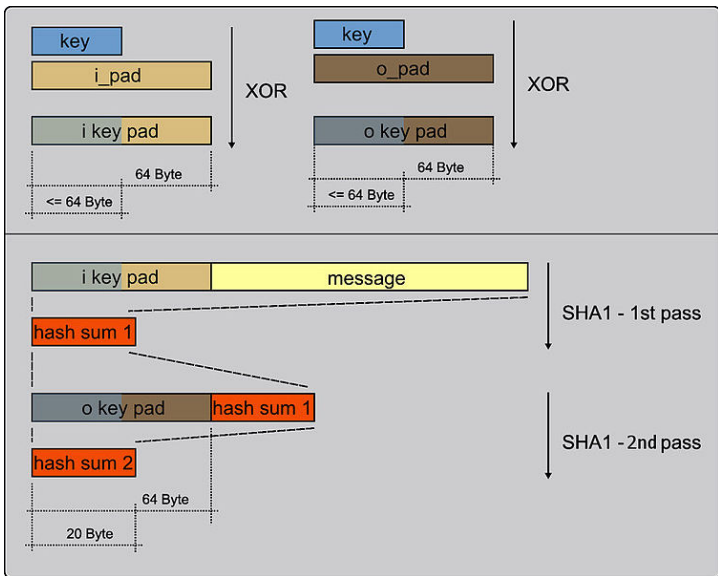 key
i_pad
XOR
i key pad
64 Byte
<= 64 Byte
key
o_pad
XOR
o key pad
64 Byte
<= 64 Byte
i key pad message
SHA1 - 1st pass
hash sum 1
o key pad hash sum 1
SHA1 - 2nd pass
hash sum 2
64 Byte
20 Byte